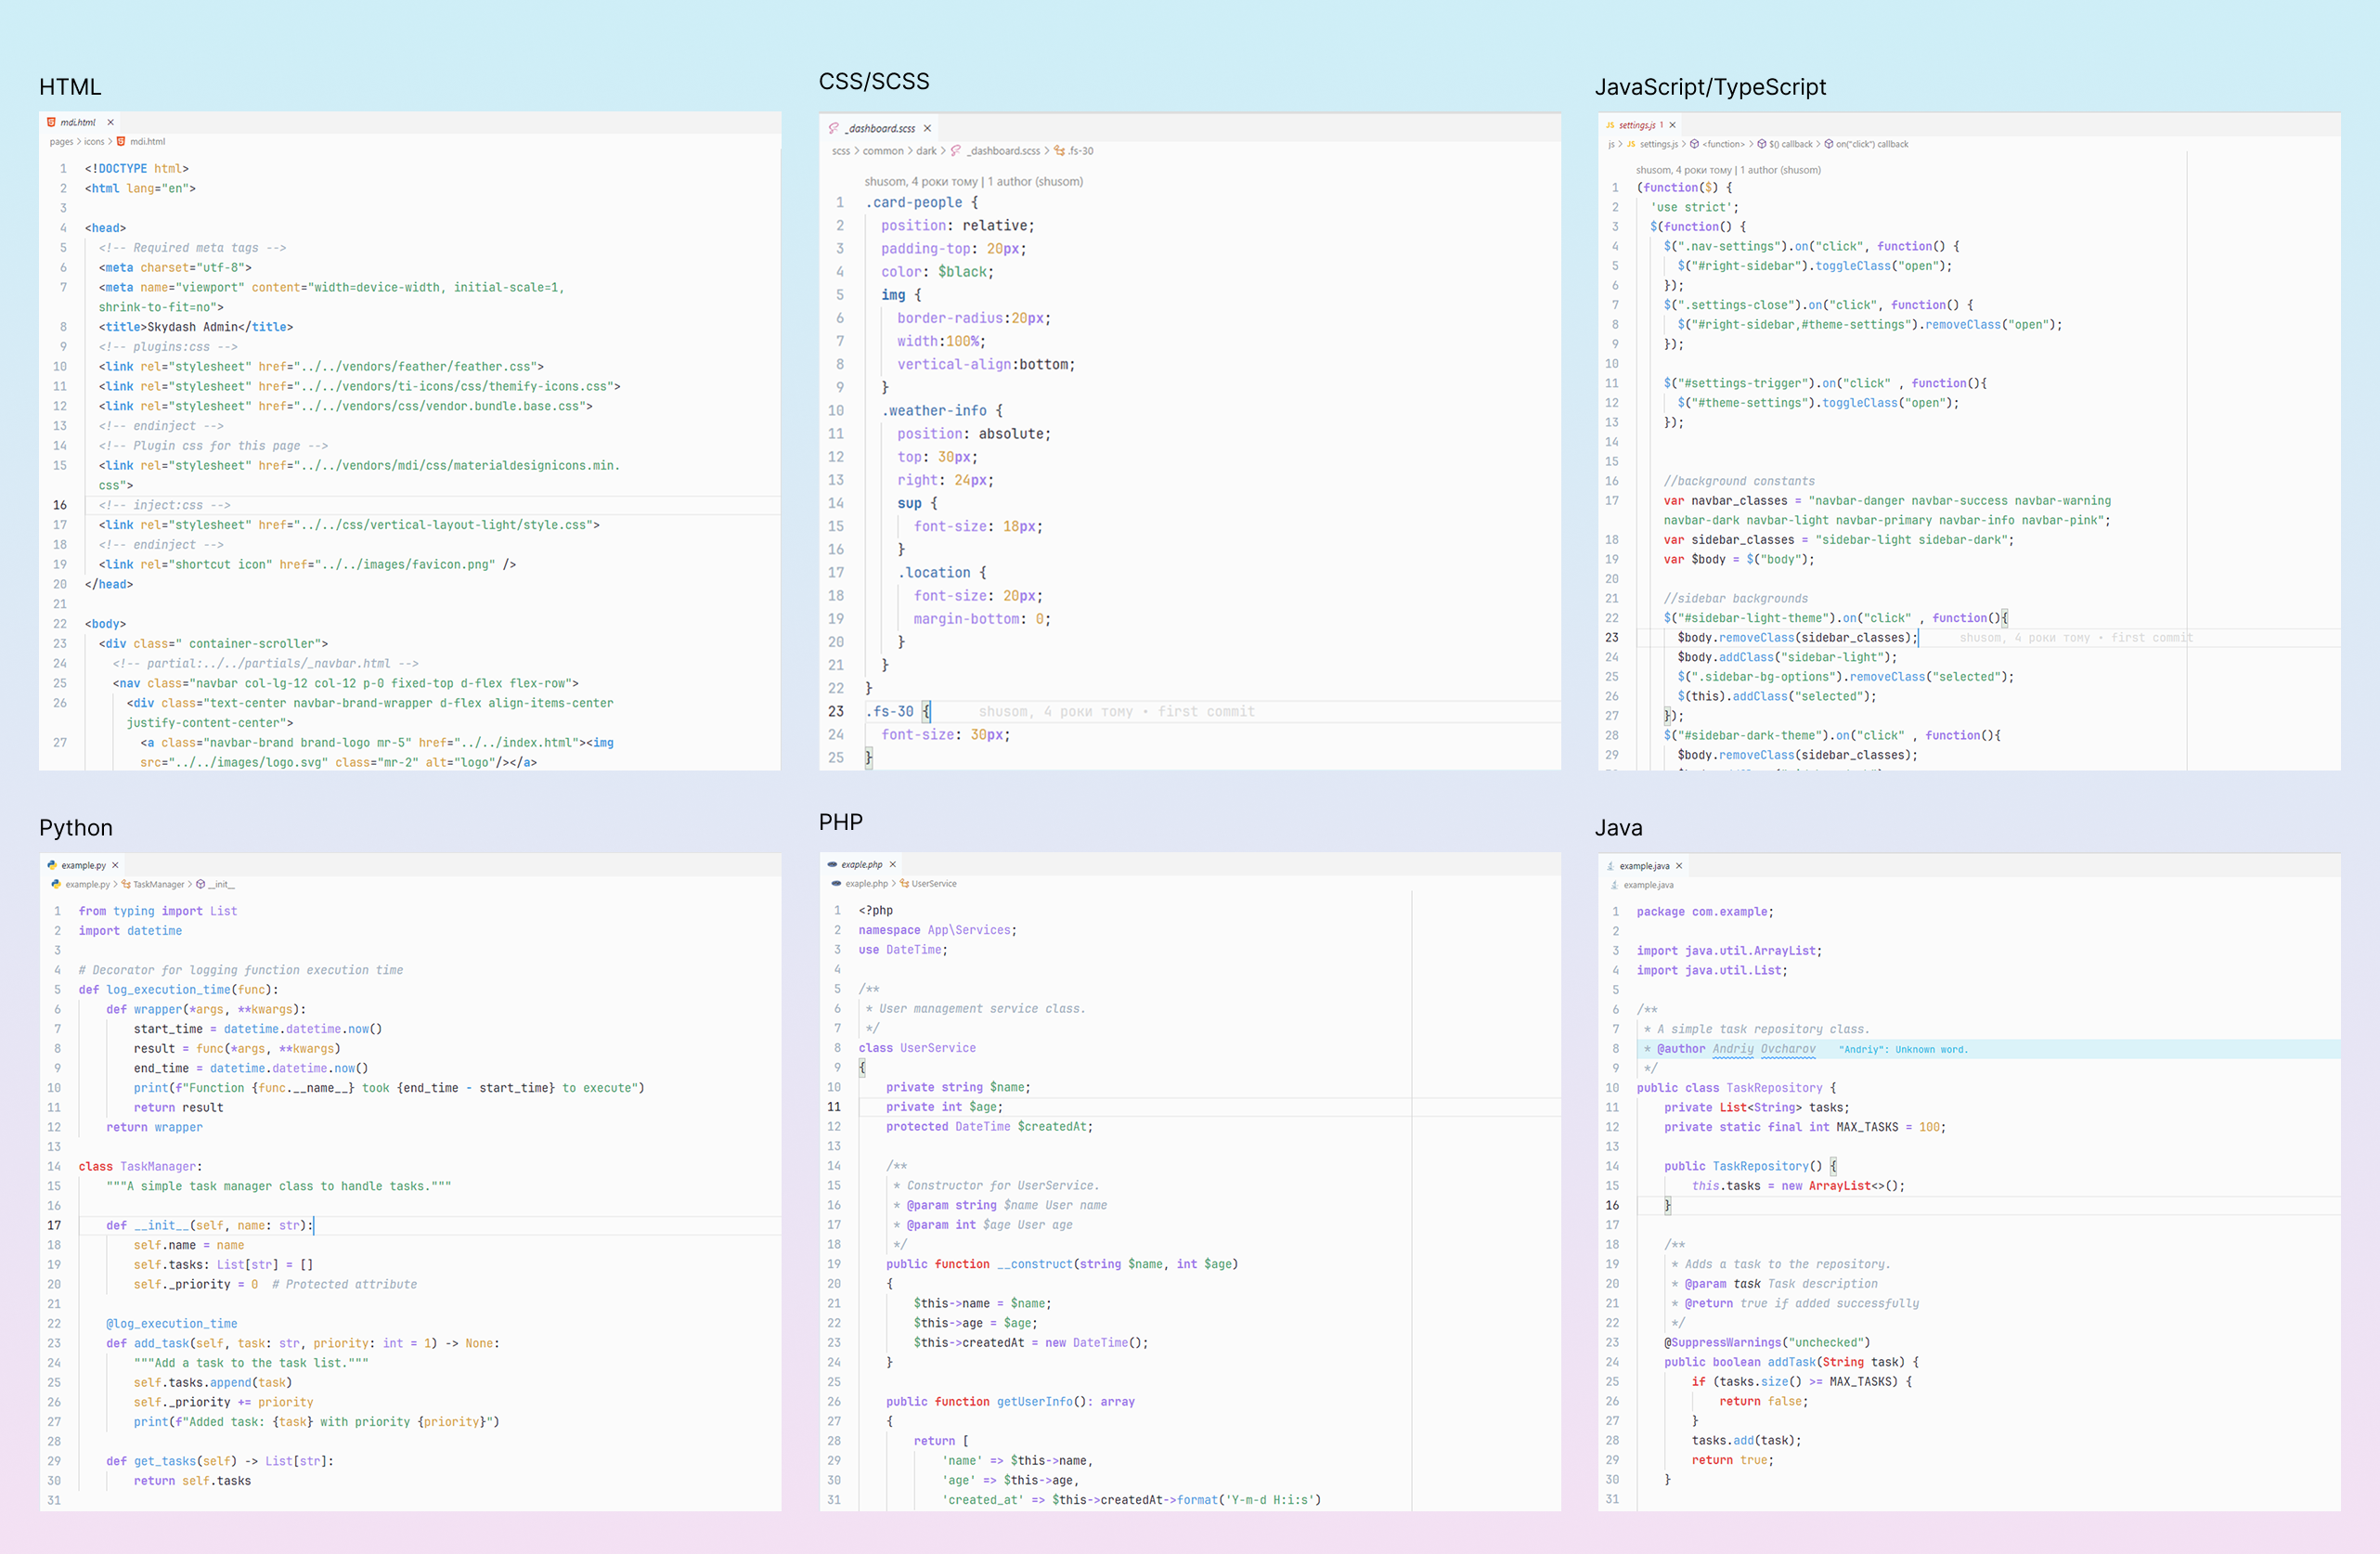 HTML
mdi.html ×
pages > icons > mdi.html
1 <!DOCTYPE html>
2 <html lang="en">
3
4 <head>
5 <!-- Required meta tags -->
6 <meta charset="utf-8">
7 <meta name="viewport" content="width=device-width, initial-scale=1,
shrink-to-fit=no">
8 <title>Skydash Admin</title>
9 <!-- plugins:css -->
10 <link rel="stylesheet" href="../../vendors/feather/feather.css">
11 <link rel="stylesheet" href="../../vendors/ti-icons/css/themify-icons.css">
12 <link rel="stylesheet" href="../../vendors/css/vendor.bundle.base.css">
13 <!-- endinject -->
14 <!-- Plugin css for this page -->
15 <link rel="stylesheet" href="../../vendors/mdi/css/materialdesignicons.min.
css">
16 <!-- inject:css -->
17 <link rel="stylesheet" href="../../css/vertical-layout-light/style.css">
18 <!-- endinject -->
19 <link rel="shortcut icon" href="../../images/favicon.png" />
20 </head>
21
22 <body>
23 <div class=" container-scroller">
24 <!-- partial:../../partials/_navbar.html -->
25 <nav class="navbar col-lg-12 col-12 p-0 fixed-top d-flex flex-row">
26 <div class="text-center navbar-brand-wrapper d-flex align-items-center
justify-content-center">
27 <a class="navbar-brand brand-logo mr-5" href="../../index.html"><img
src="../../images/logo.svg" class="mr-2" alt="logo"/></a>
CSS/SCSS
_dashboard.scss ×
scss > common > dark > _dashboard.scss > .fs-30
shusom, 4 роки тому | 1 author (shusom)
1 .card-people {
2 position: relative;
3 padding-top: 20px;
4 color: $black;
5 img {
6 border-radius:20px;
7 width:100%;
8 vertical-align:bottom;
9 }
10 .weather-info {
11 position: absolute;
12 top: 30px;
13 right: 24px;
14 sup {
15 font-size: 18px;
16 }
17 .location {
18 font-size: 20px;
19 margin-bottom: 0;
20 }
21 }
22 }
23 .fs-30 { shusom, 4 роки тому • first commit
24 font-size: 30px;
25 }
JavaScript/TypeScript
JS settings.js 1 ×
js > JS settings.js > <function> > $() callback > on("click") callback
shusom, 4 роки тому | 1 author (shusom)
1 (function($) {
2 'use strict';
3 $(function() {
4 $(".nav-settings").on("click", function() {
5 $("#right-sidebar").toggleClass("open");
6 });
7 $(".settings-close").on("click", function() {
8 $("#right-sidebar,#theme-settings").removeClass("open");
9 });
10
11 $("#settings-trigger").on("click" , function(){
12 $("#theme-settings").toggleClass("open");
13 });
14
15
16 //background constants
17 var navbar_classes = "navbar-danger navbar-success navbar-warning
navbar-dark navbar-light navbar-primary navbar-info navbar-pink";
18 var sidebar_classes = "sidebar-light sidebar-dark";
19 var $body = $("body");
20
21 //sidebar backgrounds
22 $("#sidebar-light-theme").on("click" , function(){
23 $body.removeClass(sidebar_classes); shusom, 4 роки тому • first commit
24 $body.addClass("sidebar-light");
25 $(".sidebar-bg-options").removeClass("selected");
26 $(this).addClass("selected");
27 });
28 $("#sidebar-dark-theme").on("click" , function(){
29 $body.removeClass(sidebar_classes);
Python
example.py ×
example.py > TaskManager > __init__
1 from typing import List
2 import datetime
3
4 # Decorator for logging function execution time
5 def log_execution_time(func):
6 def wrapper(*args, **kwargs):
7 start_time = datetime.datetime.now()
8 result = func(*args, **kwargs)
9 end_time = datetime.datetime.now()
10 print(f"Function {func.__name__} took {end_time - start_time} to execute")
11 return result
12 return wrapper
13
14 class TaskManager:
15 """A simple task manager class to handle tasks."""
16
17 def __init__(self, name: str):
18 self.name = name
19 self.tasks: List[str] = []
20 self._priority = 0 # Protected attribute
21
22 @log_execution_time
23 def add_task(self, task: str, priority: int = 1) -> None:
24 """Add a task to the task list."""
25 self.tasks.append(task)
26 self._priority += priority
27 print(f"Added task: {task} with priority {priority}")
28
29 def get_tasks(self) -> List[str]:
30 return self.tasks
31
PHP
exaple.php ×
exaple.php > UserService
1 <?php
2 namespace App\Services;
3 use DateTime;
4
5 /**
6 * User management service class.
7 */
8 class UserService
9 {
10 private string $name;
11 private int $age;
12 protected DateTime $createdAt;
13
14 /**
15 * Constructor for UserService.
16 * @param string $name User name
17 * @param int $age User age
18 */
19 public function __construct(string $name, int $age)
20 {
21 $this->name = $name;
22 $this->age = $age;
23 $this->createdAt = new DateTime();
24 }
25
26 public function getUserInfo(): array
27 {
28 return [
29 'name' => $this->name,
30 'age' => $this->age,
31 'created_at' => $this->createdAt->format('Y-m-d H:i:s')
Java
example.java ×
example.java
1 package com.example;
2
3 import java.util.ArrayList;
4 import java.util.List;
5
6 /**
7 * A simple task repository class.
8 * @author Andriy Ovcharov "Andriy": Unknown word.
9 */
10 public class TaskRepository {
11 private List<String> tasks;
12 private static final int MAX_TASKS = 100;
13
14 public TaskRepository() {
15 this.tasks = new ArrayList<>();
16 }
17
18 /**
19 * Adds a task to the repository.
20 * @param task Task description
21 * @return true if added successfully
22 */
23 @SuppressWarnings("unchecked")
24 public boolean addTask(String task) {
25 if (tasks.size() >= MAX_TASKS) {
26 return false;
27 }
28 tasks.add(task);
29 return true;
30 }
31